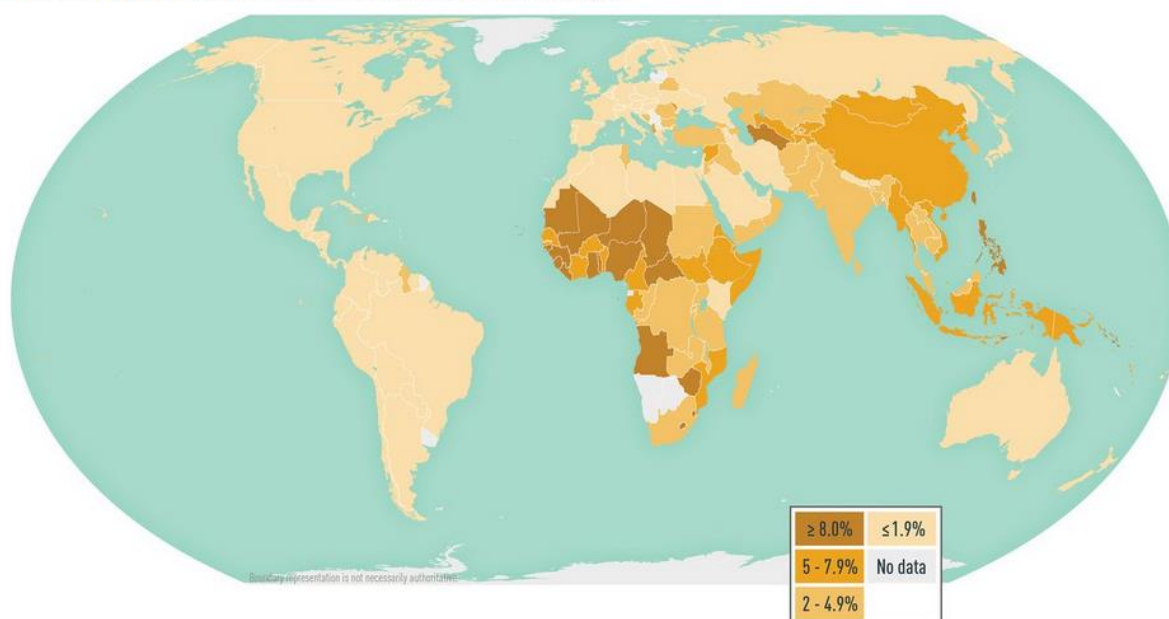 Boundary representation is not necessarily authoritative.
≥ 8.0% ≤1.9%
5 - 7.9% No data
2 - 4.9%